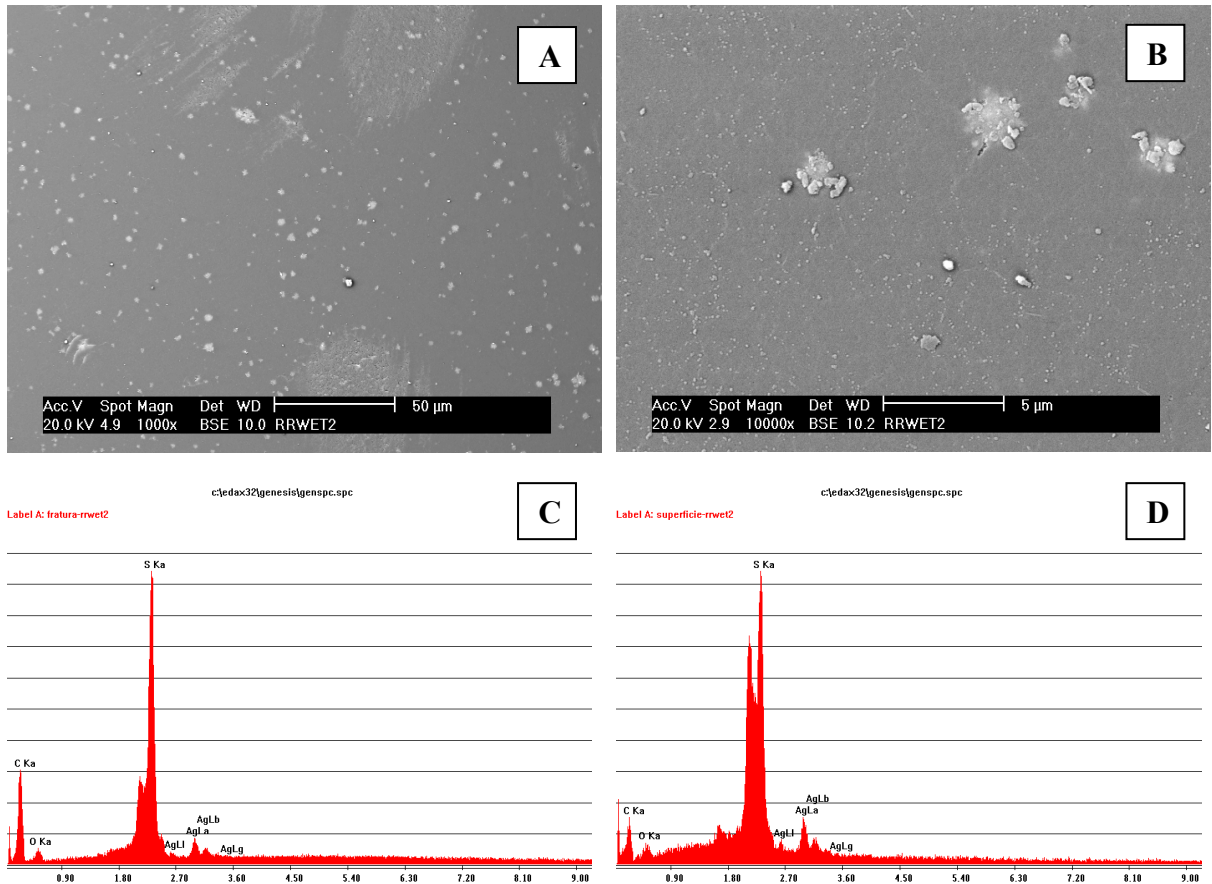 A
Acc.V Spot Magn Det WD 50 µm
20.0 kV 4.9 1000x BSE 10.0 RRWET2
B
Acc.V Spot Magn Det WD 5 µm
20.0 kV 2.9 10000x BSE 10.2 RRWET2
c:\edax32\genesis\genspc.spc
C
Label A: fratura-rrwet2
S Ka
C Ka
O Ka
AgLb
AgLa
AgLl
AgLg
0.90 1.80 2.70 3.60 4.50 5.40 6.30 7.20 8.10 9.00
c:\edax32\genesis\genspc.spc
D
Label A: superficie-rrwet2
S Ka
C Ka
O Ka
AgLb
AgLa
AgLl
AgLg
0.90 1.80 2.70 3.60 4.50 5.40 6.30 7.20 8.10 9.00